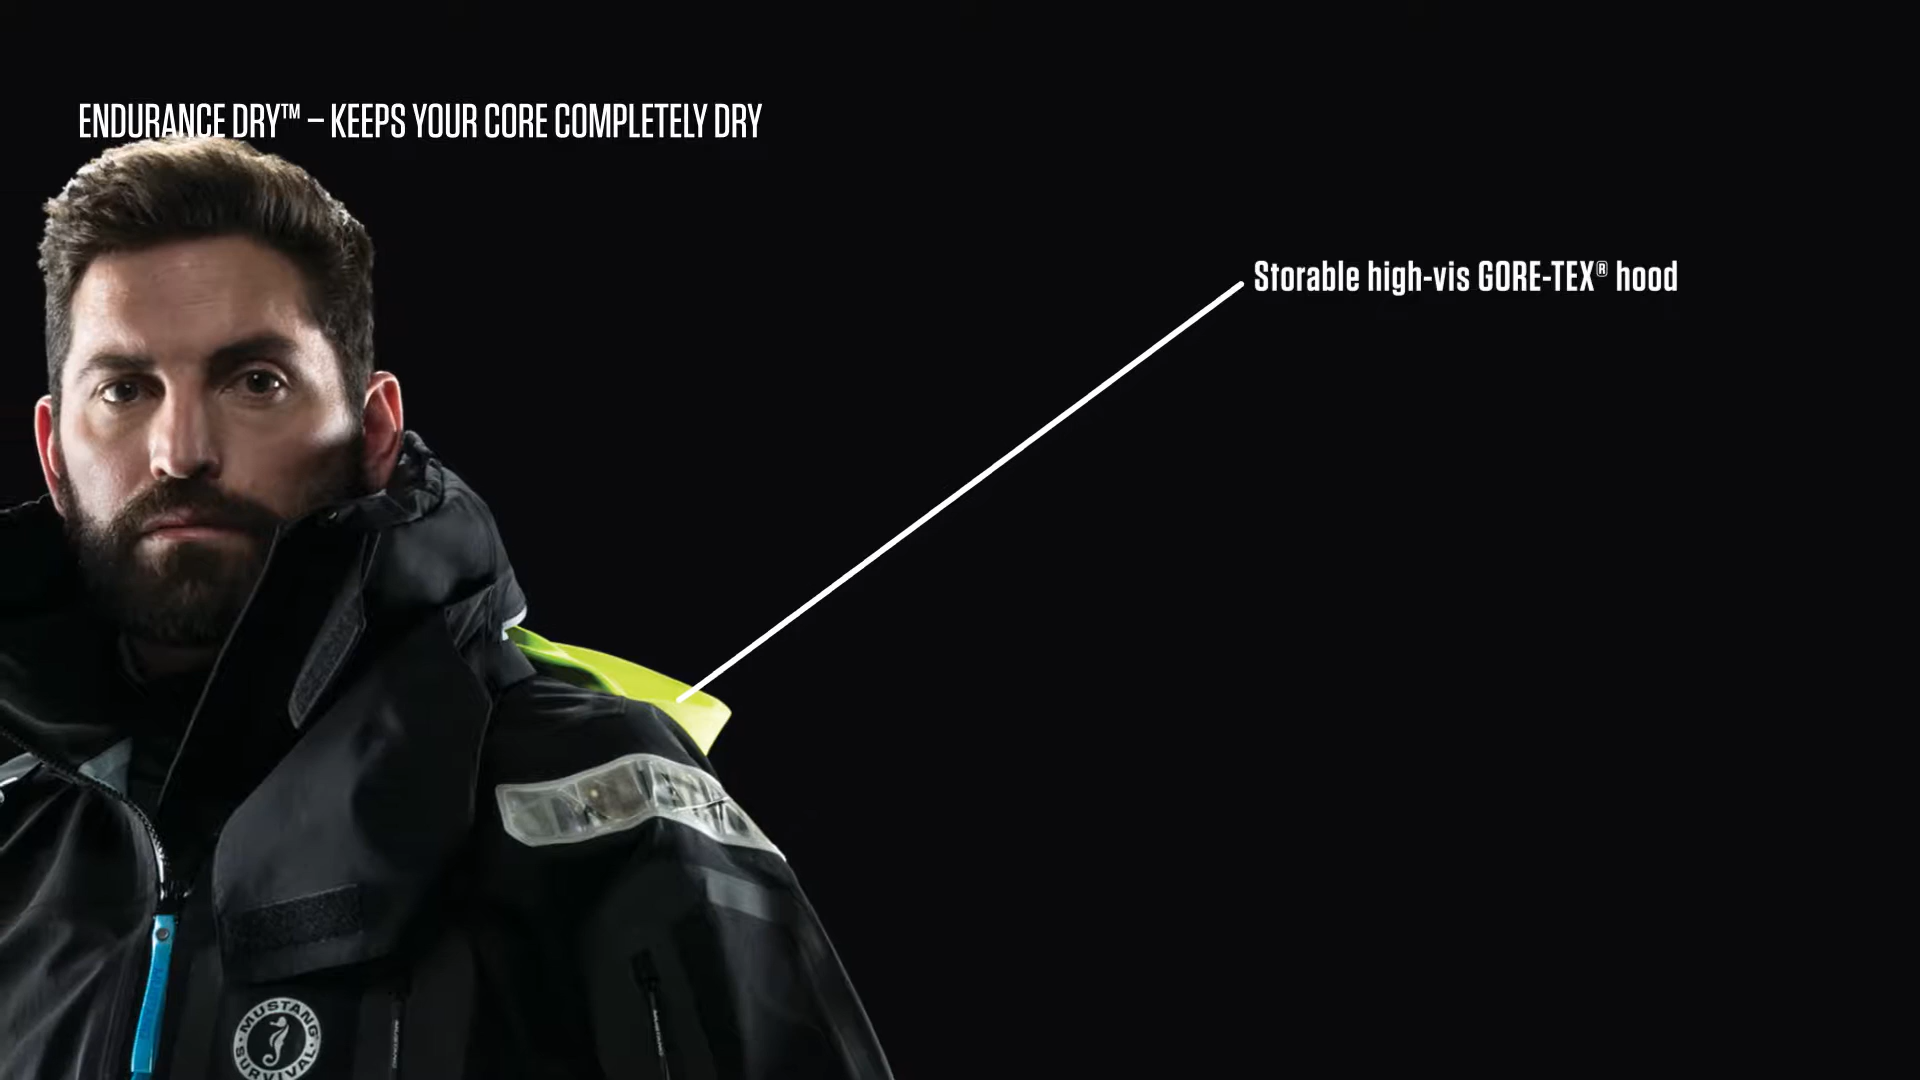 ENDURANCE DRY™ – KEEPS YOUR CORE COMPLETELY DRY
Storable high-vis GORE-TEX® hood
MUSTANG
SURVIVAL